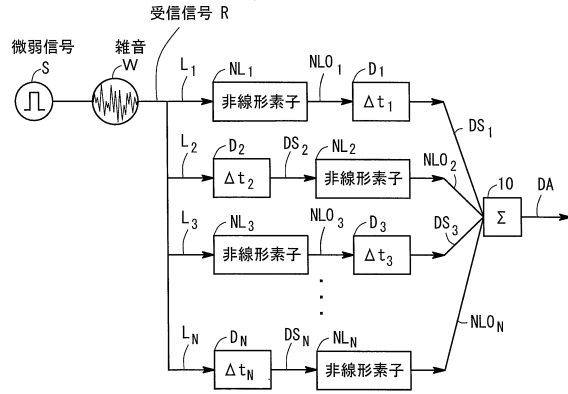 受信信号 R
微弱信号
S
雑音
W
L1
NL1
非線形素子
NLO1
D1
Δt1
DS1
L2
D2
Δt2
DS2
NL2
非線形素子
NLO2
10
Σ
DA
L3
NL3
非線形素子
NLO3
D3
Δt3
DS3
LN
DN
ΔtN
DSN
NLN
非線形素子
NLON